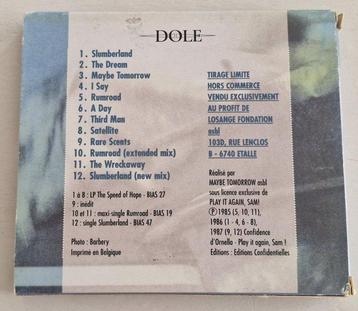 DOLE
1. Slumberland
2. The Dream
3. Maybe Tomorrow
4. I Say
5. Rumroad
6. A Day
7. Third Man
8. Satellite
9. Rare Scents
10. Rumroad (extended mix)
11. The Wreckaway
12. Slumberland (new mix)
TIRAGE LIMITE
HORS COMMERCE
VENDU EXCLUSIVEMENT
AU PROFIT DE
LOSANGE FONDATION
asbl
103D, RUE LENCLOS
B - 6740 ETALLE
1 à 8 : LP The Speed of Hope - BIAS 27
9 : inédit
10 et 11 : maxi-single Rumroad - BIAS 19
12 : single Slumberland - BIAS 47
Photo : Barbery
Imprimé en Belgique
Réalisé par
MAYBE TOMORROW asbl
sous licence exclusive de
PLAY IT AGAIN, SAM!
Ⓟ 1985 (5, 10, 11),
1986 (1 - 4, 6 - 8),
1987 (9, 12) Confidence
d'Ornella - Play it again, Sam !
Editions : Editions Confidentielles